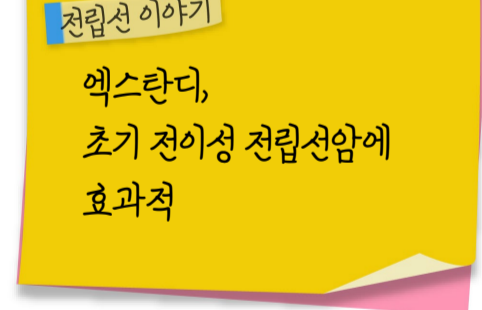 전립선 이야기
엑스탄디,
초기 전이성 전립선암에
효과적